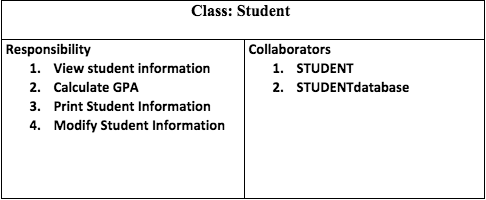 Class: Student
Responsibility
1. View student information
2. Calculate GPA
3. Print Student Information
4. Modify Student Information
Collaborators
1. STUDENT
2. STUDENTdatabase